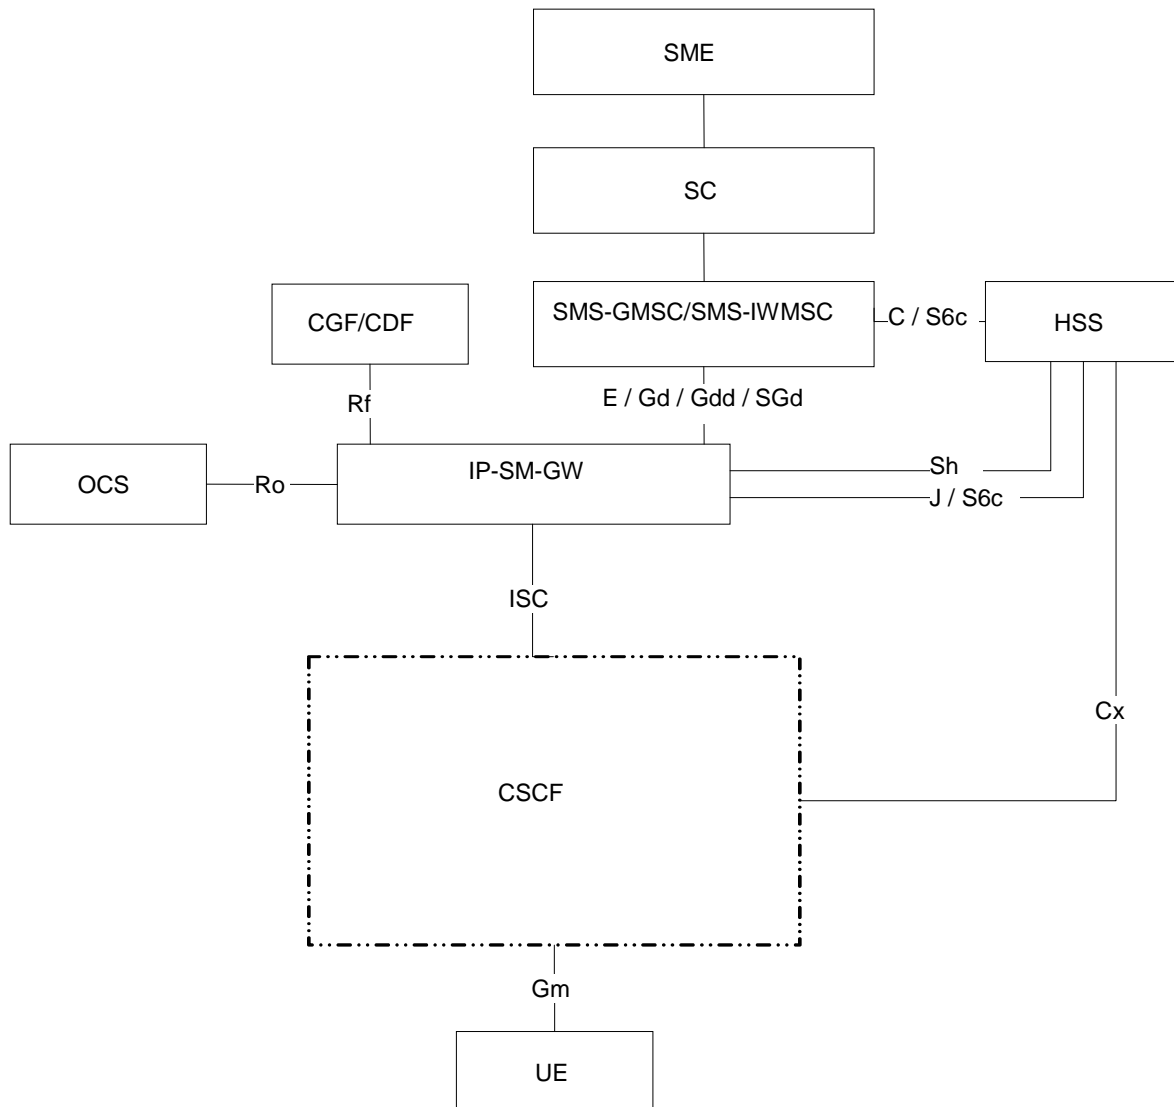 SME
SC
SMS-GMSC/SMS-IWMSC
C / S6c
HSS
CGF/CDF
Rf
E / Gd / Gdd / SGd
OCS
Ro
IP-SM-GW
Sh
J / S6c
ISC
Cx
CSCF
Gm
UE